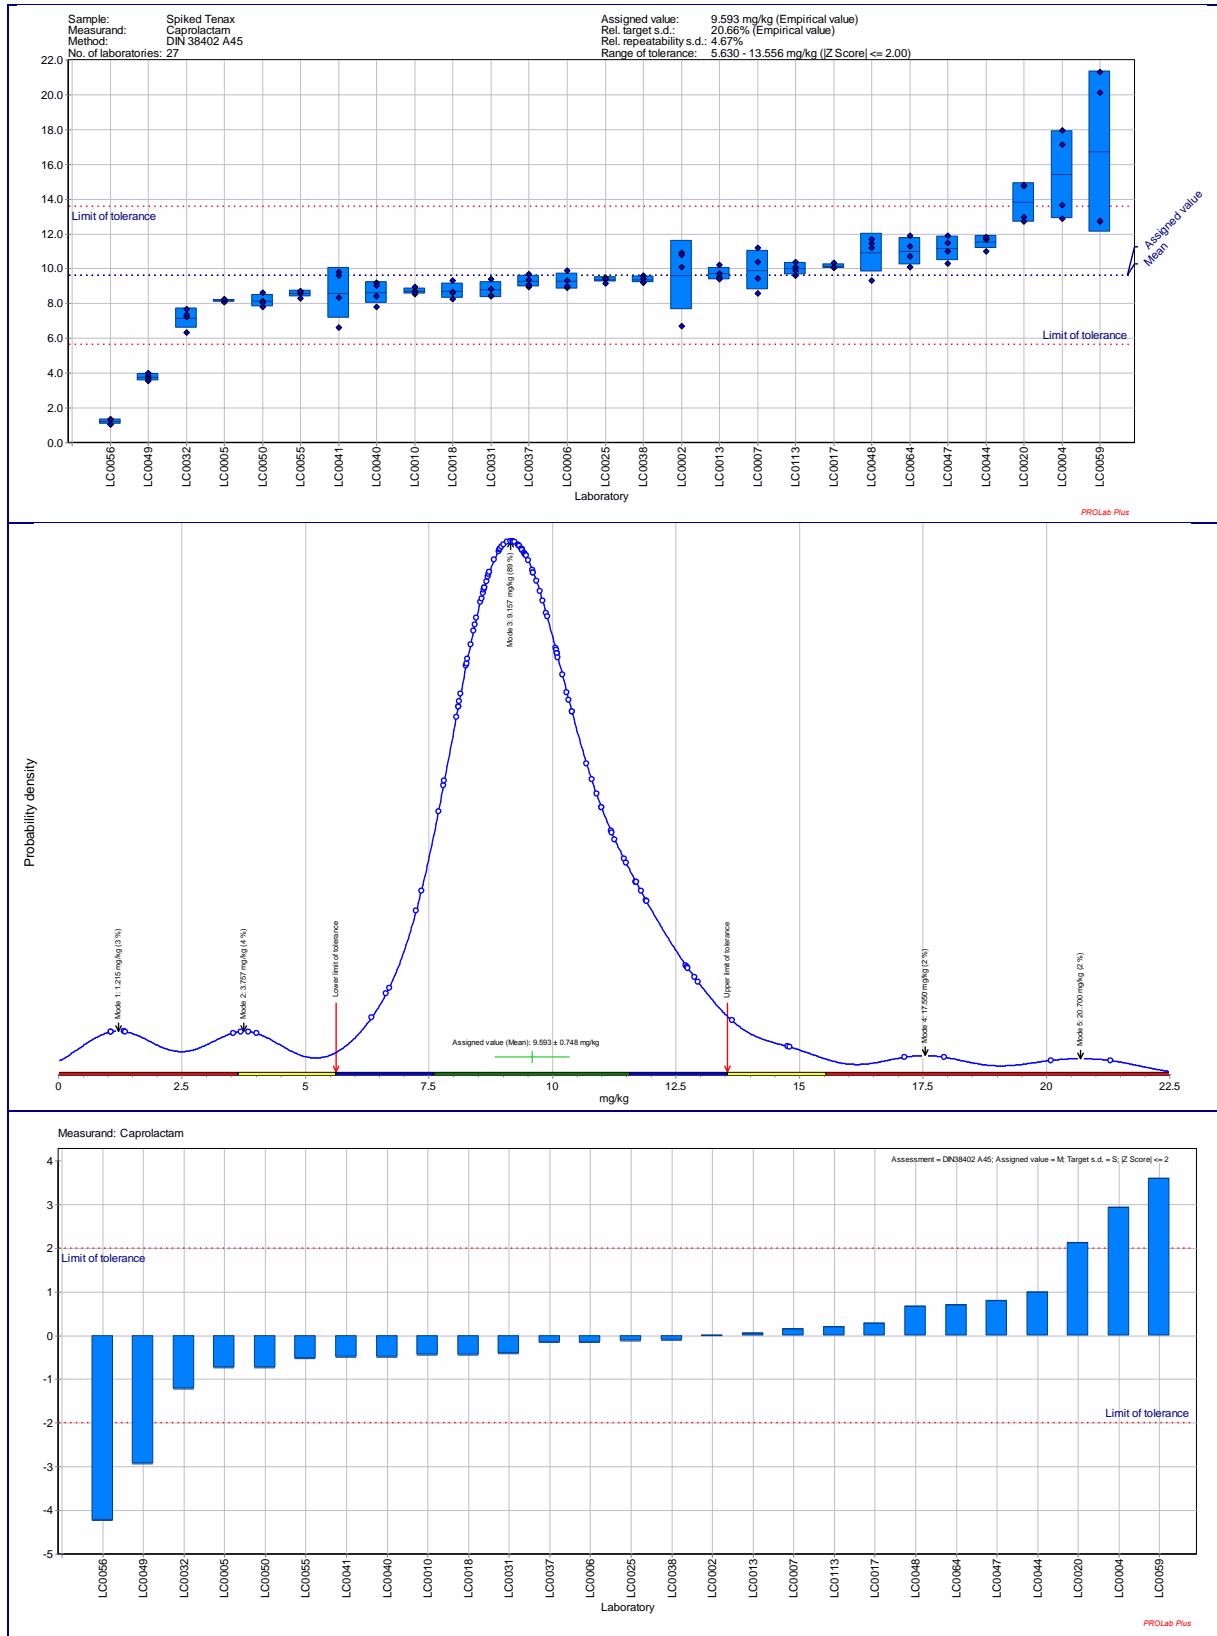 Sample: Spiked Tenax
Measurand: Caprolactam
Method: DIN 38402 A45
No. of laboratories: 27
Assigned value: 9.593 mg/kg (Empirical value)
Rel. target s.d.: 20.66% (Empirical value)
Rel. repeatability s.d.: 4.67%
Range of tolerance: 5.630 - 13.556 mg/kg (|Z Score| <= 2.00)
22.0
20.0
18.0
16.0
14.0
12.0
10.0
8.0
6.0
4.0
2.0
0.0
Limit of tolerance
Limit of tolerance
Assigned value
Mean
LC0056
LC0049
LC0032
LC0005
LC0050
LC0055
LC0041
LC0040
LC0010
LC0018
LC0031
LC0037
LC0006
LC0025
LC0038
LC0002
LC0013
LC0007
LC0113
LC0017
LC0048
LC0064
LC0047
LC0044
LC0020
LC0004
LC0059
Laboratory
PROLab Plus
Probability density
Mode 1: 1.215 mg/kg (3 %)
Mode 2: 3.757 mg/kg (4 %)
Lower limit of tolerance
Mode 3: 9.157 mg/kg (89 %)
Assigned value (Mean): 9.593 ± 0.748 mg/kg
Upper limit of tolerance
Mode 4: 17.550 mg/kg (2 %)
Mode 5: 20.700 mg/kg (2 %)
0
2.5
5
7.5
10
12.5
15
17.5
20
22.5
mg/kg
Measurand: Caprolactam
Assessment = DIN38402 A45; Assigned value = M; Target s.d. = S; |Z Score| <= 2
4
3
2
1
0
-1
-2
-3
-4
-5
Limit of tolerance
Limit of tolerance
LC0056
LC0049
LC0032
LC0005
LC0050
LC0055
LC0041
LC0040
LC0010
LC0018
LC0031
LC0037
LC0006
LC0025
LC0038
LC0002
LC0013
LC0007
LC0113
LC0017
LC0048
LC0064
LC0047
LC0044
LC0020
LC0004
LC0059
Laboratory
PROLab Plus